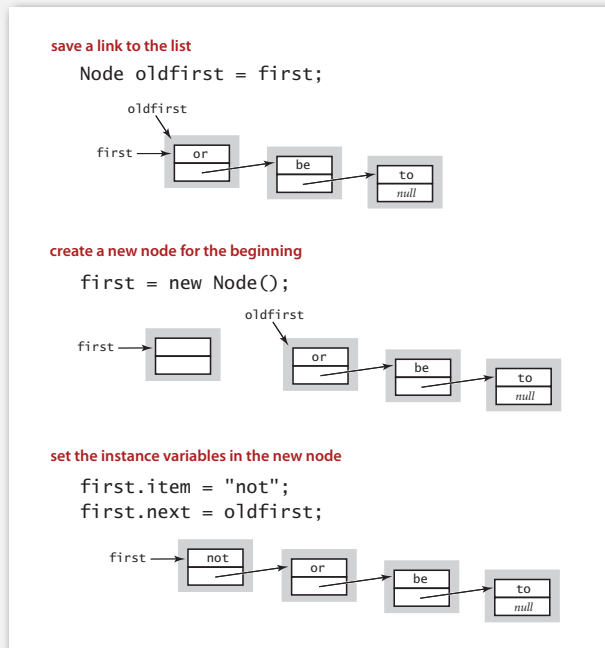 save a link to the list
Node oldfirst = first;
oldfirst
first
or
be
to
null
create a new node for the beginning
first = new Node();
oldfirst
first
or
be
to
null
set the instance variables in the new node
first.item = "not";
first.next = oldfirst;
first
not
or
be
to
null